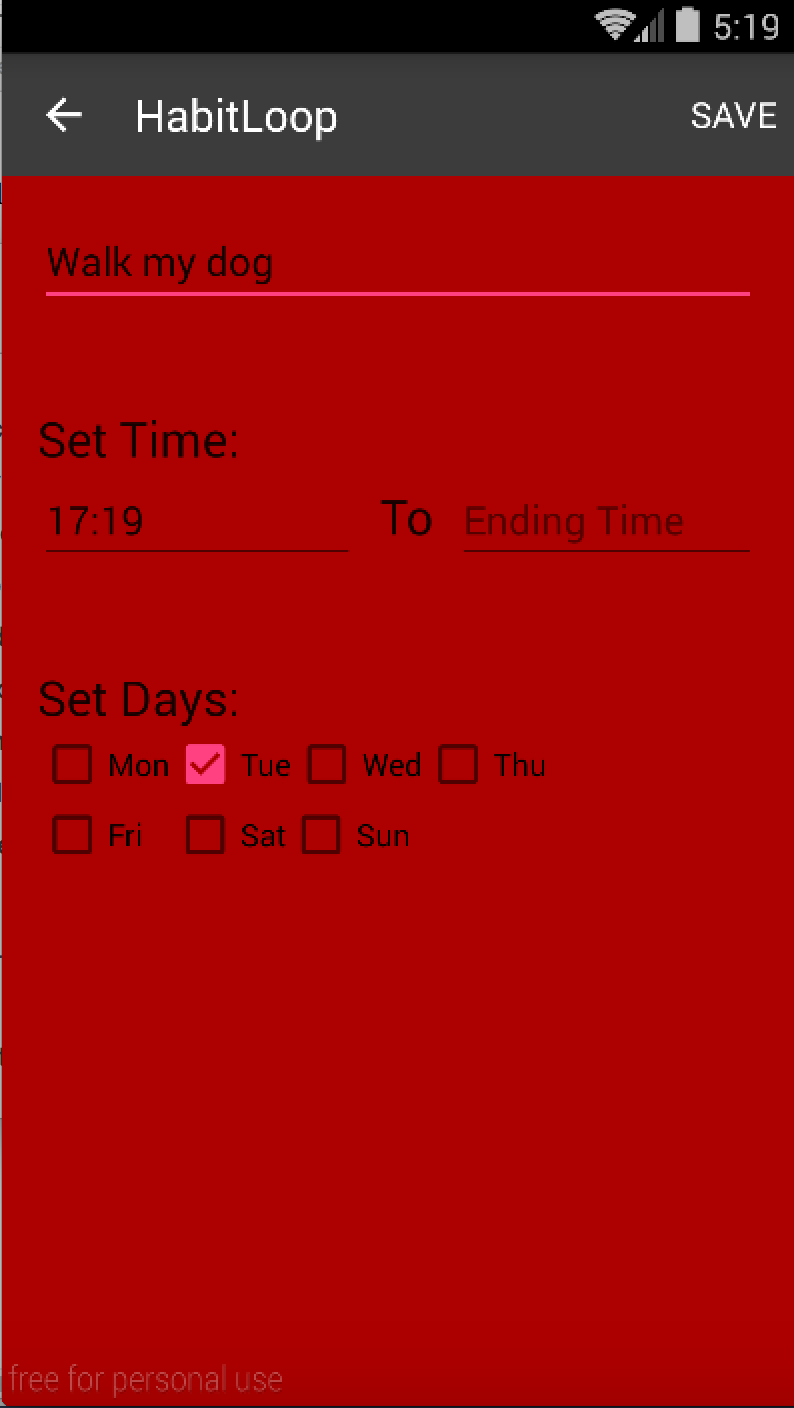 5:19
HabitLoop SAVE
Walk my dog
Set Time:
17:19 To Ending Time
Set Days:
Mon Tue Wed Thu
Fri Sat Sun
free for personal use